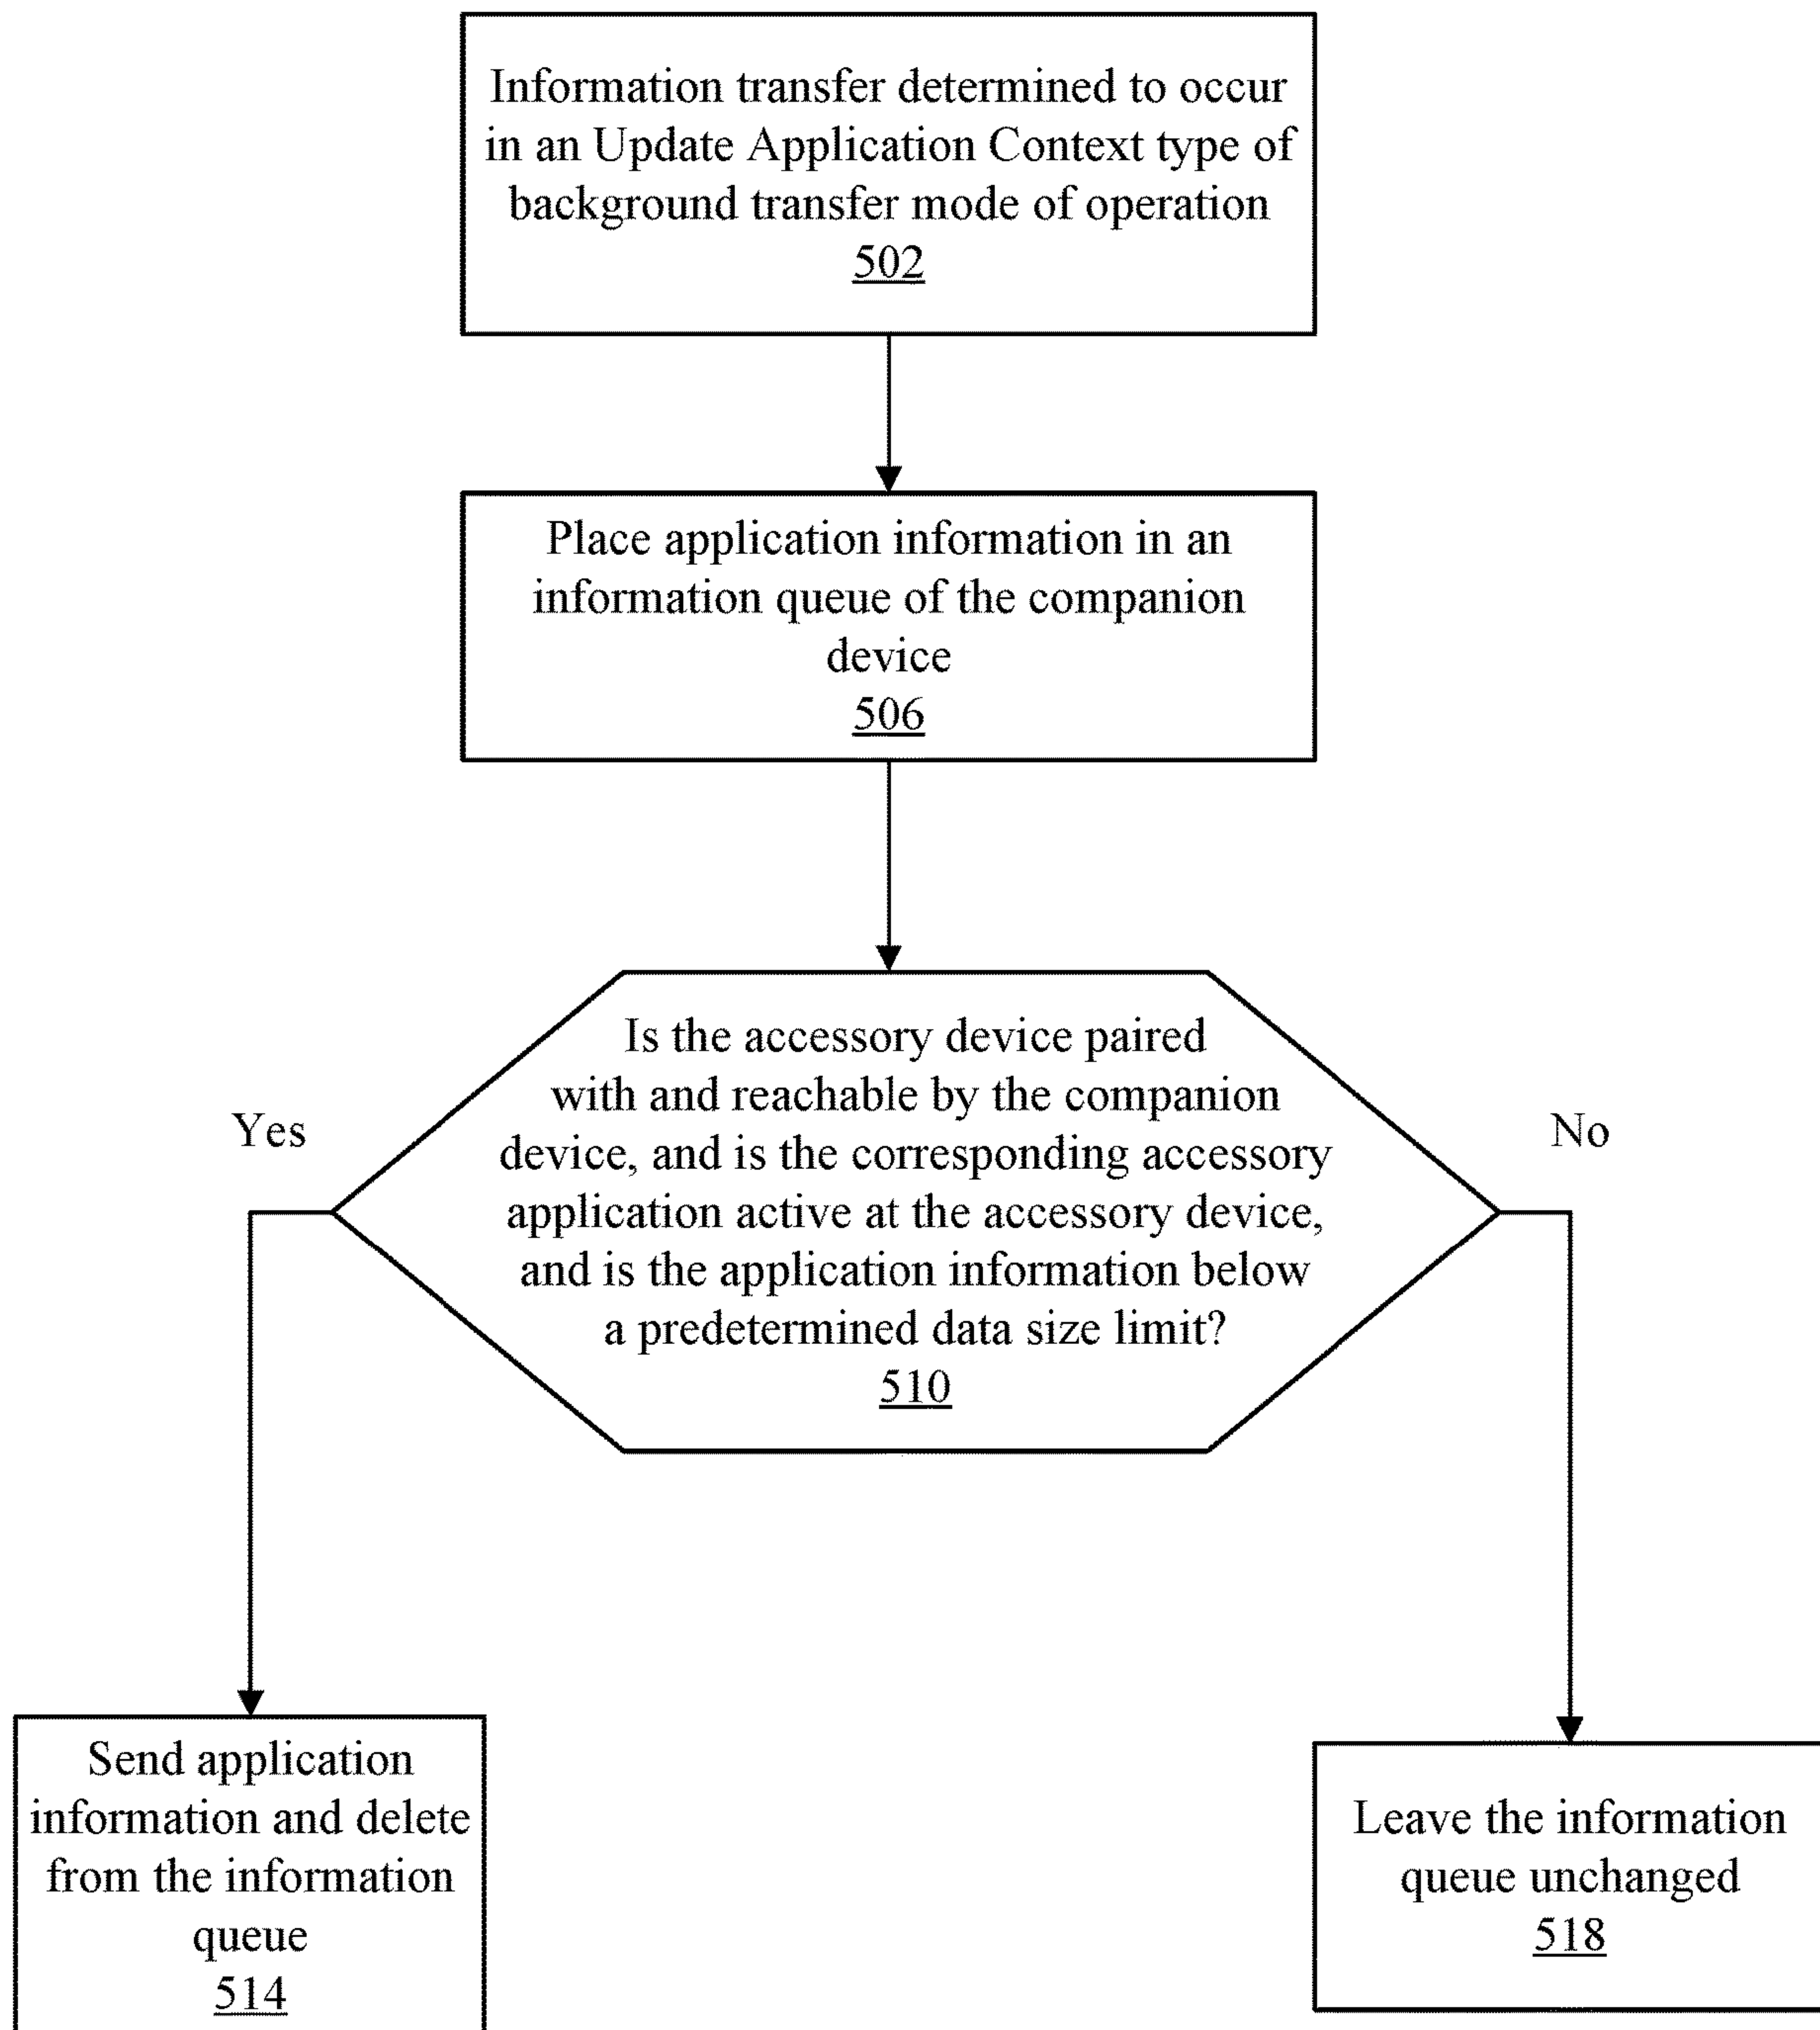 Information transfer determined to occur
in an Update Application Context type of
background transfer mode of operation
502
Place application information in an
information queue of the companion
device
506
Is the accessory device paired
with and reachable by the companion
device, and is the corresponding accessory
application active at the accessory device,
and is the application information below
a predetermined data size limit?
510
Yes
No
Send application
information and delete
from the information
queue
514
Leave the information
queue unchanged
518